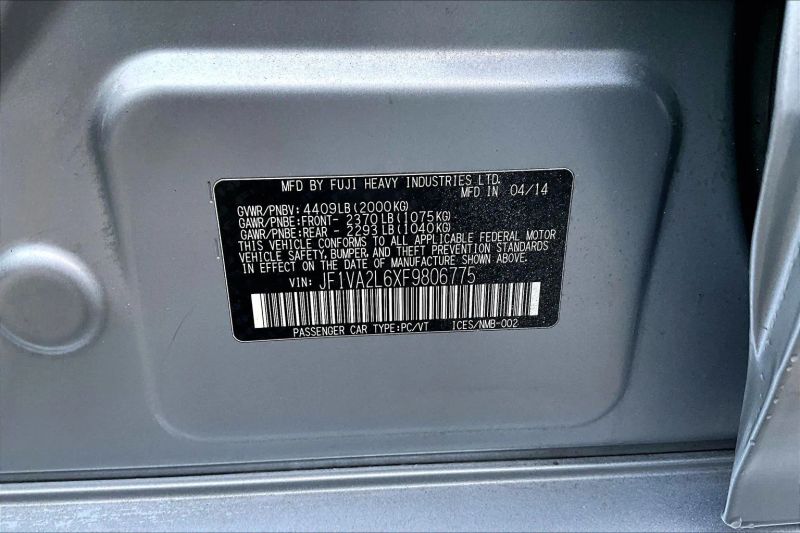 MFD BY FUJI HEAVY INDUSTRIES LTD.
MFD IN 04/14
GVWR/PNBV: 4409LB(2000KG)
GAWR/PNBE:FRONT- 2370LB(1075KG)
GAWR/PNBE:REAR - 2293LB(1040KG)
THIS VEHICLE CONFORMS TO ALL APPLICABLE FEDERAL MOTOR
VEHICLE SAFETY, BUMPER, AND THEFT PREVENTION STANDARDS
IN EFFECT ON THE DATE OF MANUFACTURE SHOWN ABOVE.
VIN: JF1VA2L6XF9806775
PASSENGER CAR TYPE:PC/VT ICES/NMB-002